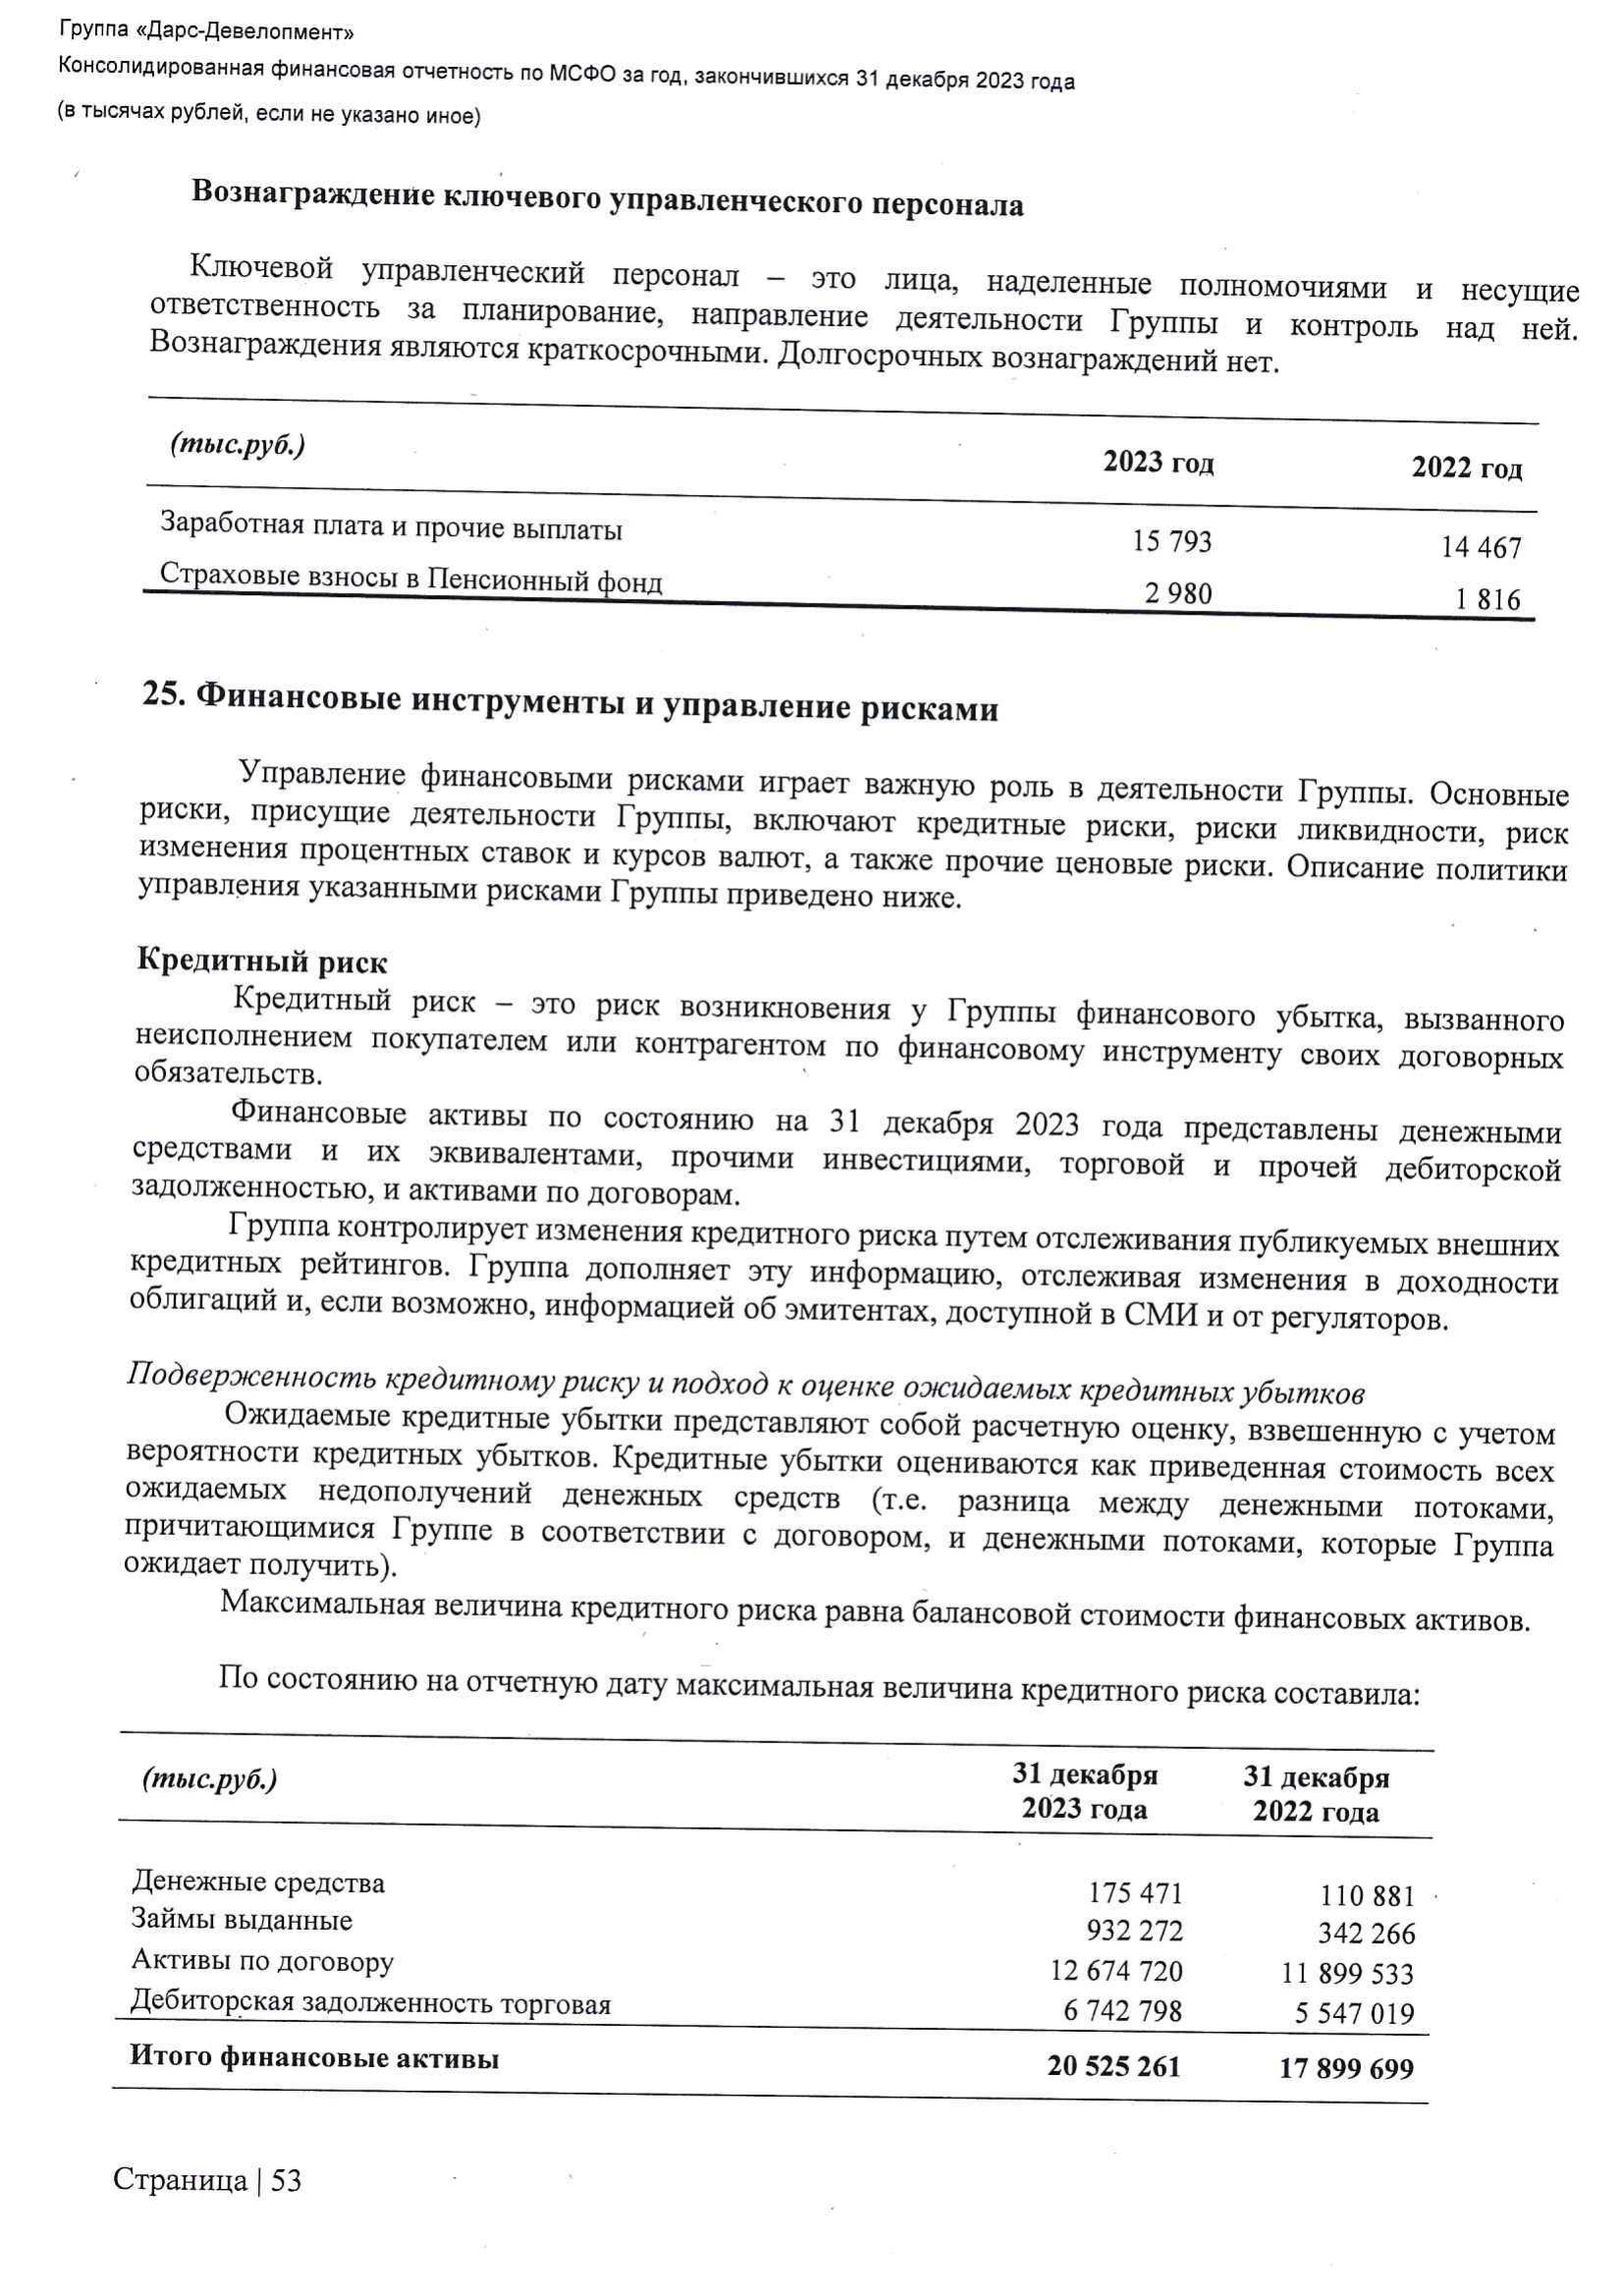 Группа «Дарс-Девелопмент»
Консолидированная финансовая отчетность по МСФО за год, закончившихся 31 декабря 2023 года
(в тысячах рублей, если не указано иное)
Вознаграждение ключевого управленческого персонала
Ключевой управленческий персонал – это лица, наделенные полномочиями и несущие
ответственность за планирование, направление деятельности Группы и контроль над ней.
Вознаграждения являются краткосрочными. Долгосрочных вознаграждений нет.
(тыс.руб.) 2023 год 2022 год
Заработная плата и прочие выплаты 15 793 14 467
Страховые взносы в Пенсионный фонд 2 980 1 816
25. Финансовые инструменты и управление рисками
Управление финансовыми рисками играет важную роль в деятельности Группы. Основные
риски, присущие деятельности Группы, включают кредитные риски, риски ликвидности, риск
изменения процентных ставок и курсов валют, а также прочие ценовые риски. Описание политики
управления указанными рисками Группы приведено ниже.
Кредитный риск
Кредитный риск – это риск возникновения у Группы финансового убытка, вызванного
неисполнением покупателем или контрагентом по финансовому инструменту своих договорных
обязательств.
Финансовые активы по состоянию на 31 декабря 2023 года представлены денежными
средствами и их эквивалентами, прочими инвестициями, торговой и прочей дебиторской
задолженностью, и активами по договорам.
Группа контролирует изменения кредитного риска путем отслеживания публикуемых внешних
кредитных рейтингов. Группа дополняет эту информацию, отслеживая изменения в доходности
облигаций и, если возможно, информацией об эмитентах, доступной в СМИ и от регуляторов.
Подверженность кредитному риску и подход к оценке ожидаемых кредитных убытков
Ожидаемые кредитные убытки представляют собой расчетную оценку, взвешенную с учетом
вероятности кредитных убытков. Кредитные убытки оцениваются как приведенная стоимость всех
ожидаемых недополучений денежных средств (т.е. разница между денежными потоками,
причитающимися Группе в соответствии с договором, и денежными потоками, которые Группа
ожидает получить).
Максимальная величина кредитного риска равна балансовой стоимости финансовых активов.
По состоянию на отчетную дату максимальная величина кредитного риска составила:
(тыс.руб.) 31 декабря 31 декабря
2023 года 2022 года
Денежные средства 175 471 110 881
Займы выданные 932 272 342 266
Активы по договору 12 674 720 11 899 533
Дебиторская задолженность торговая 6 742 798 5 547 019
Итого финансовые активы 20 525 261 17 899 699
Страница | 53